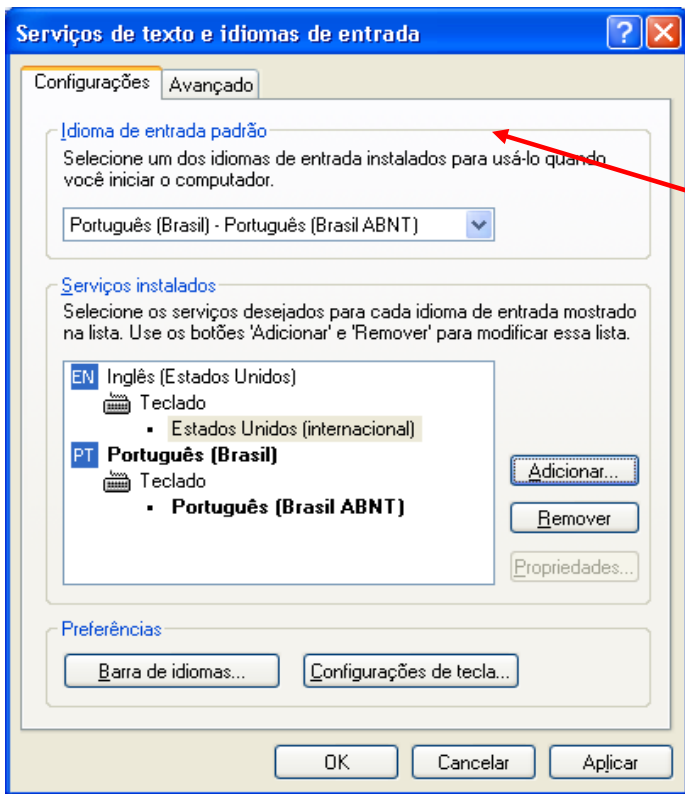 Serviços de texto e idiomas de entrada
Configurações
Avançado
Idioma de entrada padrão
Selecione um dos idiomas de entrada instalados para usá-lo quando
você iniciar o computador.
Português (Brasil) - Português (Brasil ABNT)
Serviços instalados
Selecione os serviços desejados para cada idioma de entrada mostrado
na lista. Use os botões 'Adicionar' e 'Remover' para modificar essa lista.
EN Inglês (Estados Unidos)
Teclado
• Estados Unidos (internacional)
PT Português (Brasil)
Teclado
• Português (Brasil ABNT)
Adicionar...
Remover
Propriedades...
Preferências
Barra de idiomas...
Configurações de tecla...
OK
Cancelar
Aplicar